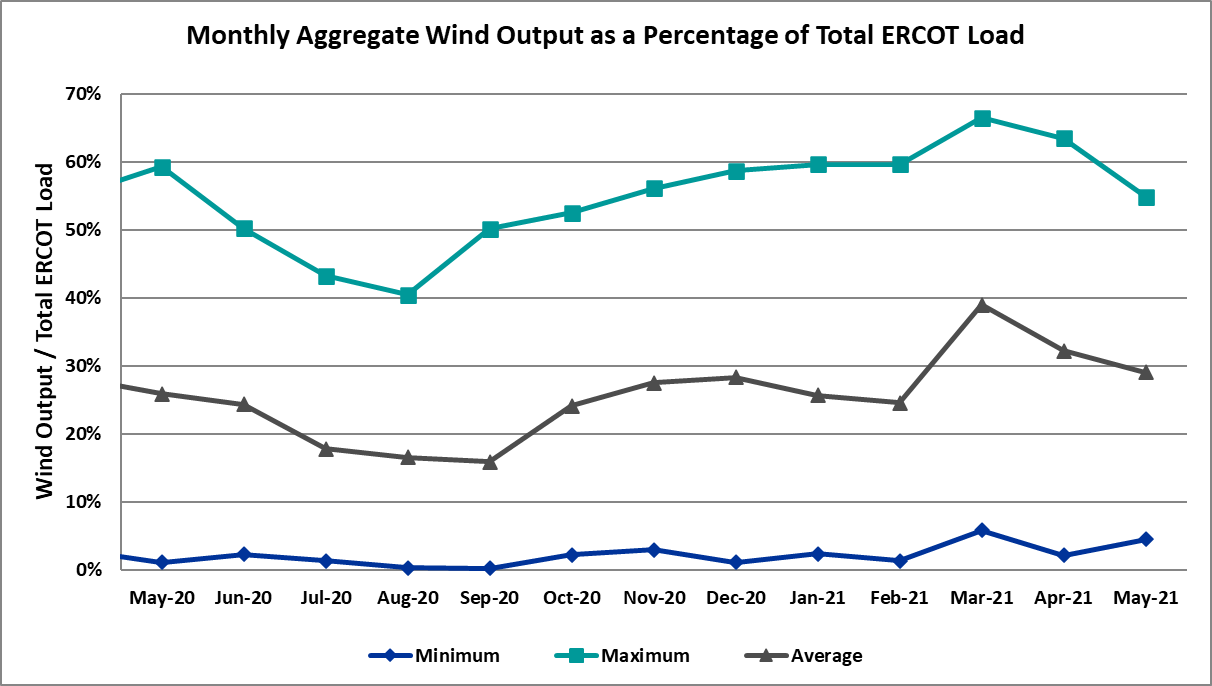 Monthly Aggregate Wind Output as a Percentage of Total ERCOT Load
Wind Output / Total ERCOT Load
70%
60%
50%
40%
30%
20%
10%
0%
May-20 Jun-20 Jul-20 Aug-20 Sep-20 Oct-20 Nov-20 Dec-20 Jan-21 Feb-21 Mar-21 Apr-21 May-21
Minimum Maximum Average